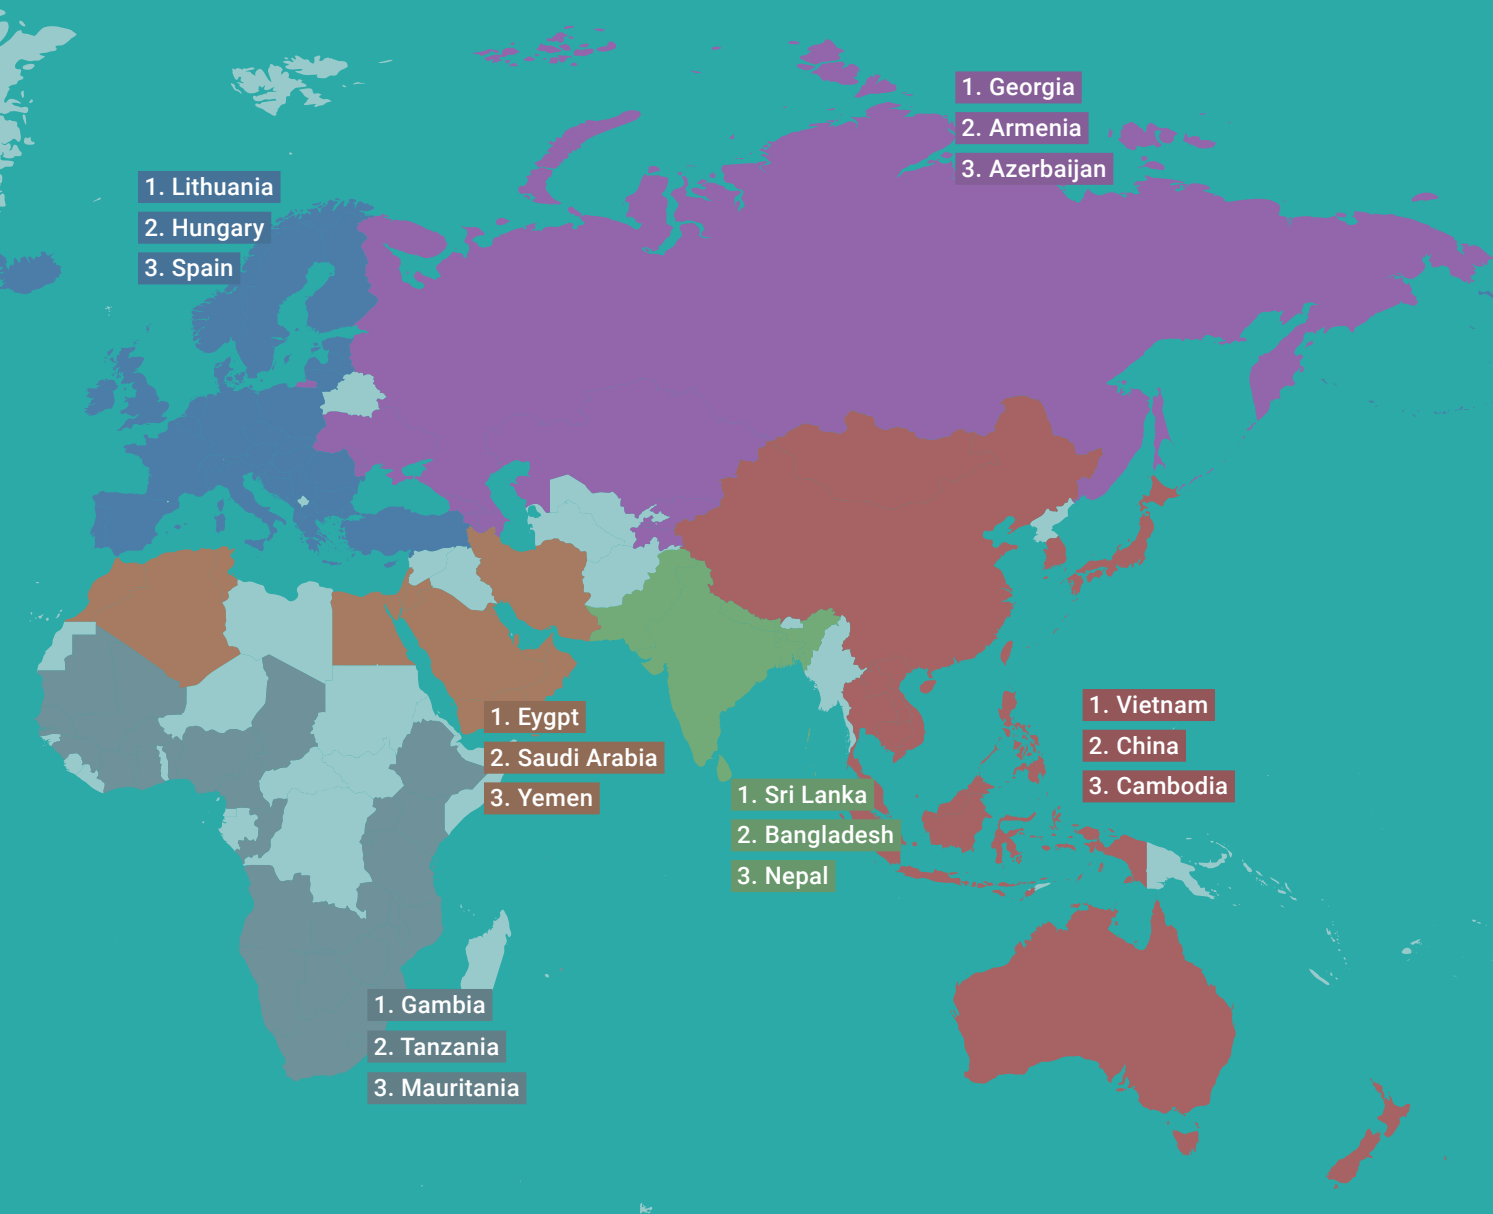 1. Georgia
2. Armenia
3. Azerbaijan
1. Lithuania
2. Hungary
3. Spain
1. Eygpt
2. Saudi Arabia
3. Yemen
1. Vietnam
2. China
3. Cambodia
1. Sri Lanka
2. Bangladesh
3. Nepal
1. Gambia
2. Tanzania
3. Mauritania